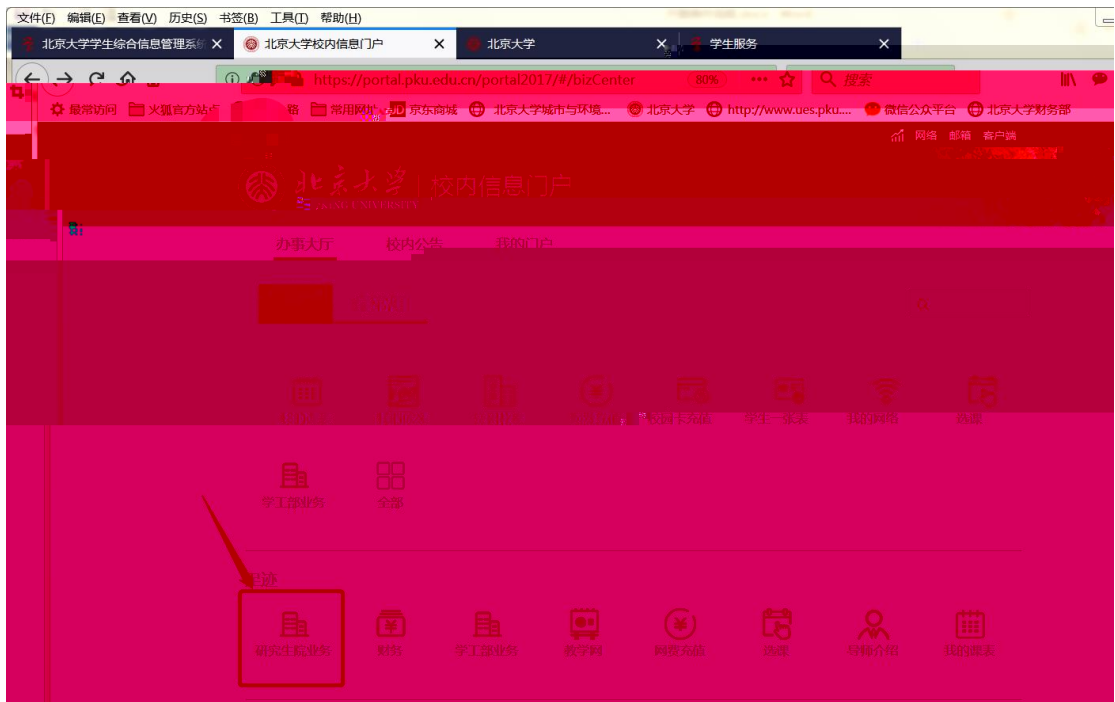 文件(F) 编辑(E) 查看(V) 历史(S) 书签(B) 工具(T) 帮助(H)
北京大学学生综合信息管理系统 北京大学校内信息门户 北京大学 学生服务
https://portal.pku.edu.cn/portal2017/#/bizCenter 80% 搜索
最常访问 火狐官方站点 常用网址 京东商城 北京大学城市与环境... 北京大学 http://www.ues.pku.... 微信公众平台 北京大学财务部
网络 邮箱 客户端
北京大学 校内信息门户
PEKING UNIVERSITY
办事大厅 校内公告 我的门户
校园卡充值 学生一张表 我的网络 选课
学工部业务 全部
研究生院业务 财务 学工部业务 教学网 网费充值 选课 导师介绍 我的课表